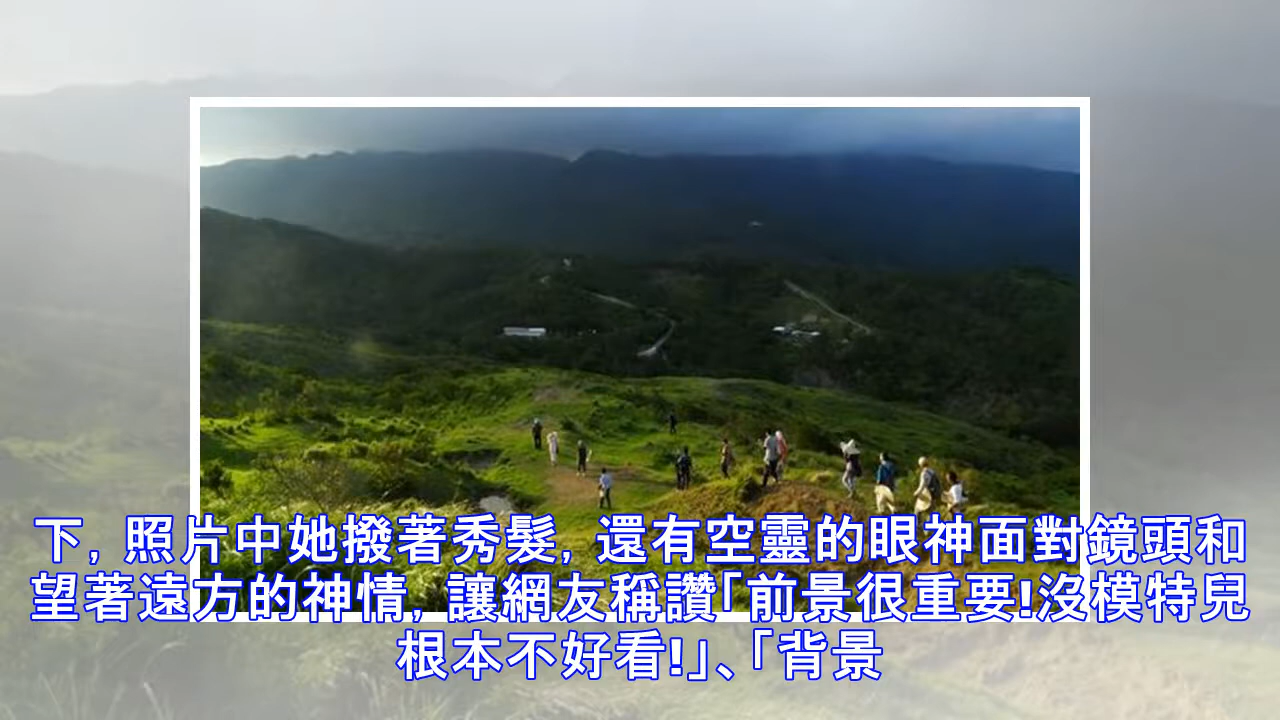 下, 照片中她撥著秀髮, 還有空靈的眼神面對鏡頭和
望著遠方的神情, 讓網友稱讚「前景很重要!沒模特兒
根本不好看!」、「背景